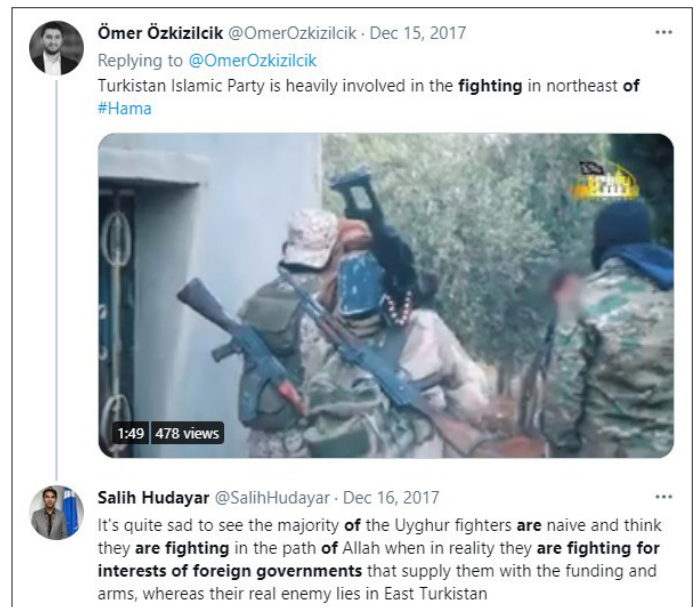 Ömer Özkizilcik @OmerOzkizilcik · Dec 15, 2017
Replying to @OmerOzkizilcik
Turkistan Islamic Party is heavily involved in the fighting in northeast of
#Hama
1:49 478 views
Salih Hudayar @SalihHudayar · Dec 16, 2017
It's quite sad to see the majority of the Uyghur fighters are naive and think
they are fighting in the path of Allah when in reality they are fighting for
interests of foreign governments that supply them with the funding and
arms, whereas their real enemy lies in East Turkistan